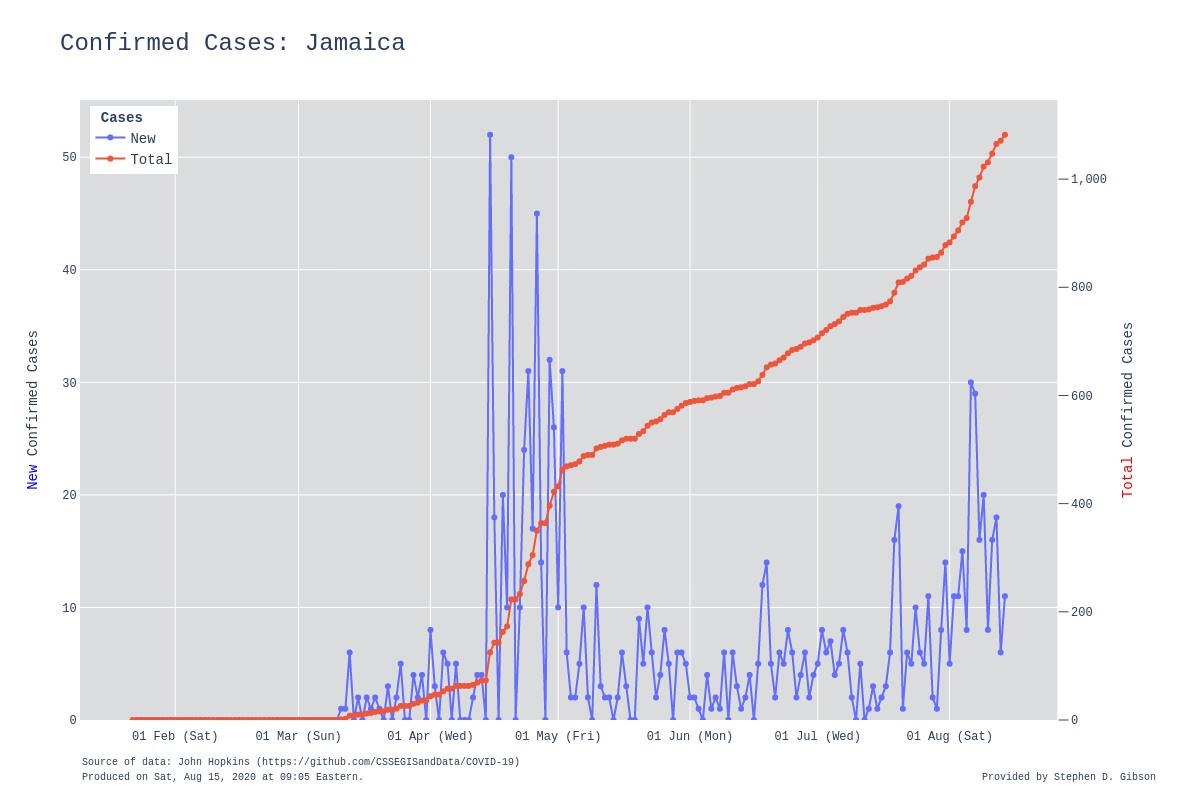 Confirmed Cases: Jamaica
Cases
New
Total
50
40
30
20
10
0
New Confirmed Cases
1,000
800
600
400
200
0
Total Confirmed Cases
01 Feb (Sat) 01 Mar (Sun) 01 Apr (Wed) 01 May (Fri) 01 Jun (Mon) 01 Jul (Wed) 01 Aug (Sat)
Source of data: John Hopkins (https://github.com/CSSEGISandData/COVID-19)
Produced on Sat, Aug 15, 2020 at 09:05 Eastern.
Provided by Stephen D. Gibson